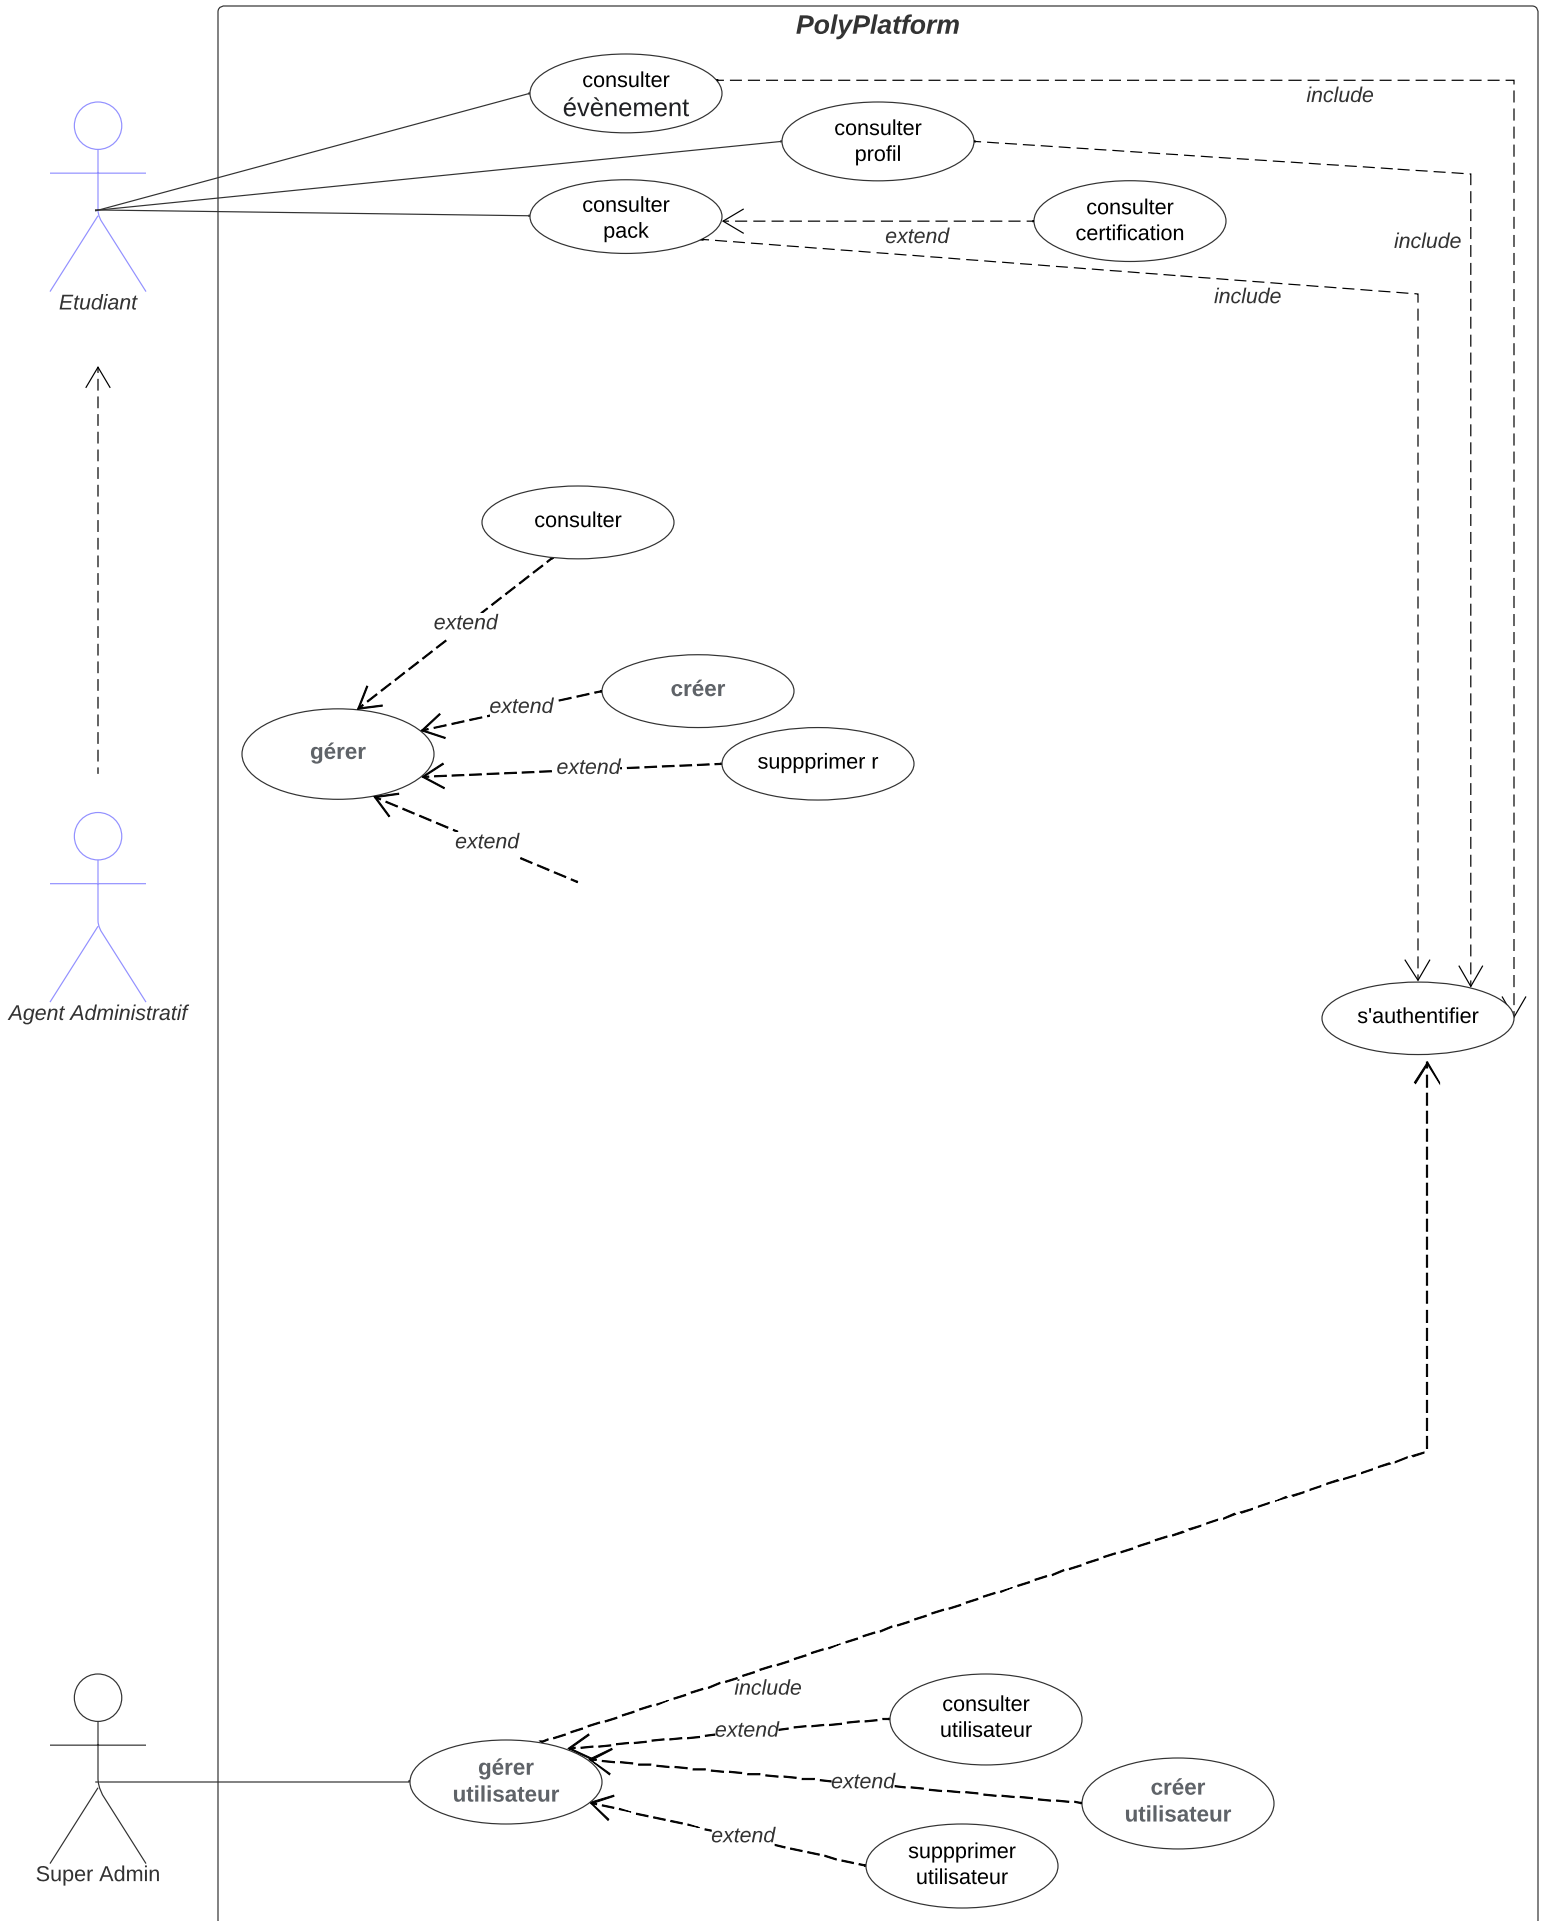 PolyPlatform
consulter
évènement
include
consulter
profil
consulter
pack
extend
consulter
certification
include
include
Etudiant
consulter
extend
créer
extend
gérer
suppprimer r
extend
extend
Agent Administratif
s'authentifier
include
consulter
utilisateur
extend
gérer
utilisateur
extend
créer
utilisateur
extend
suppprimer
utilisateur
Super Admin